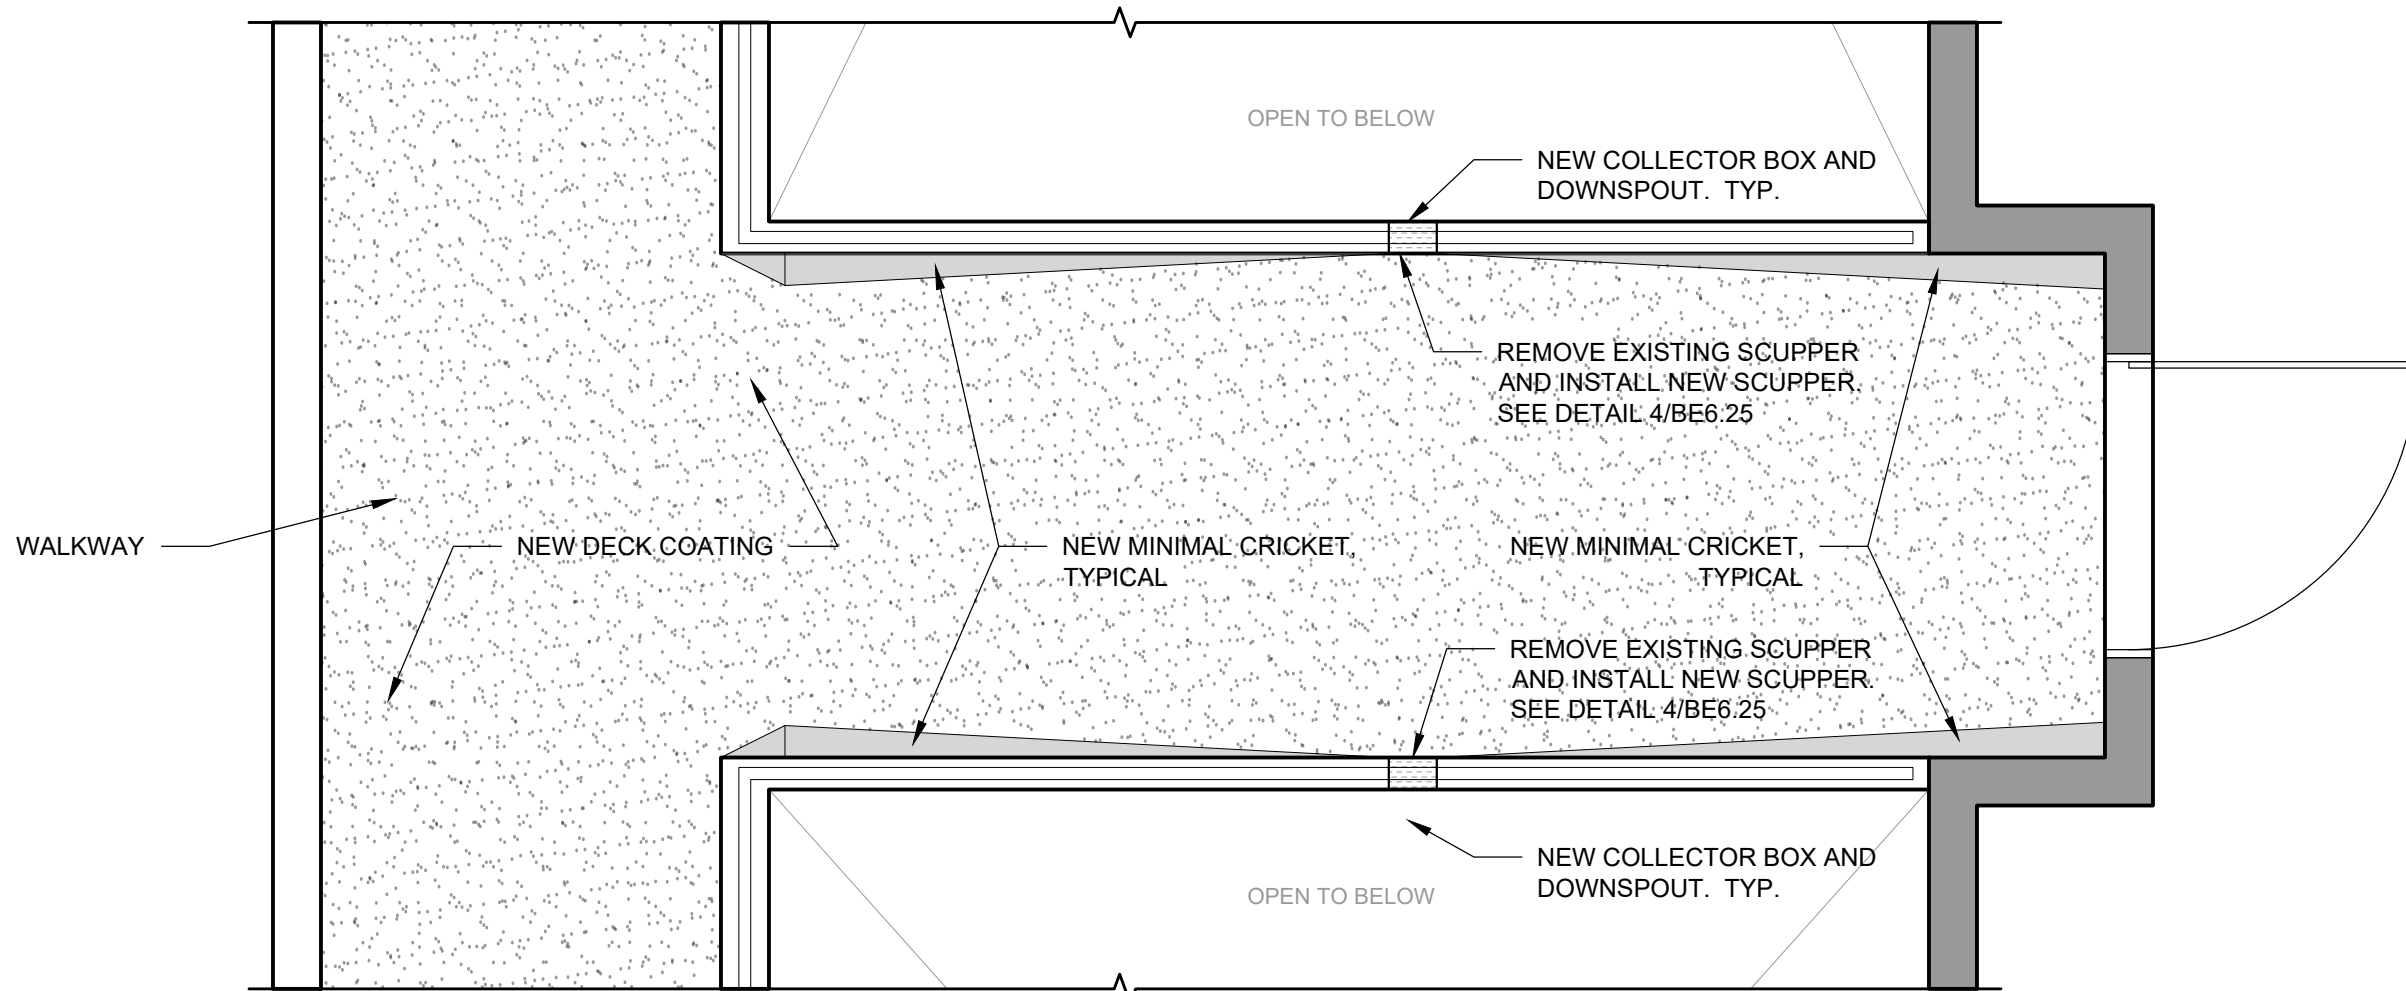 OPEN TO BELOW
NEW COLLECTOR BOX AND
DOWNSPOUT. TYP.
REMOVE EXISTING SCUPPER
AND INSTALL NEW SCUPPER.
SEE DETAIL 4/BE6.25
WALKWAY
NEW DECK COATING
NEW MINIMAL CRICKET,
TYPICAL
NEW MINIMAL CRICKET,
TYPICAL
REMOVE EXISTING SCUPPER
AND INSTALL NEW SCUPPER.
SEE DETAIL 4/BE6.25
NEW COLLECTOR BOX AND
DOWNSPOUT. TYP.
OPEN TO BELOW